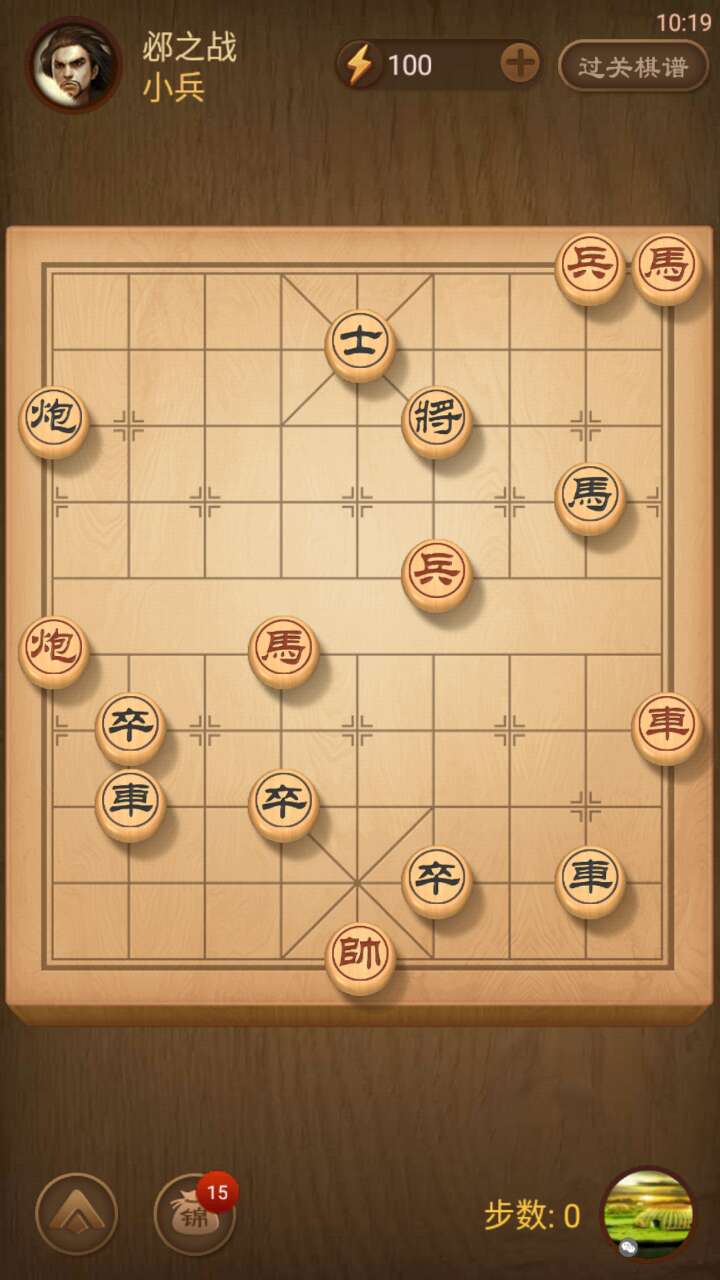 10:19
邲之战
小兵
100
过关棋谱
兵 馬
士
炮 將
馬
兵
炮 馬
卒 車
車 卒
卒 車
帥
锦 15
步数: 0